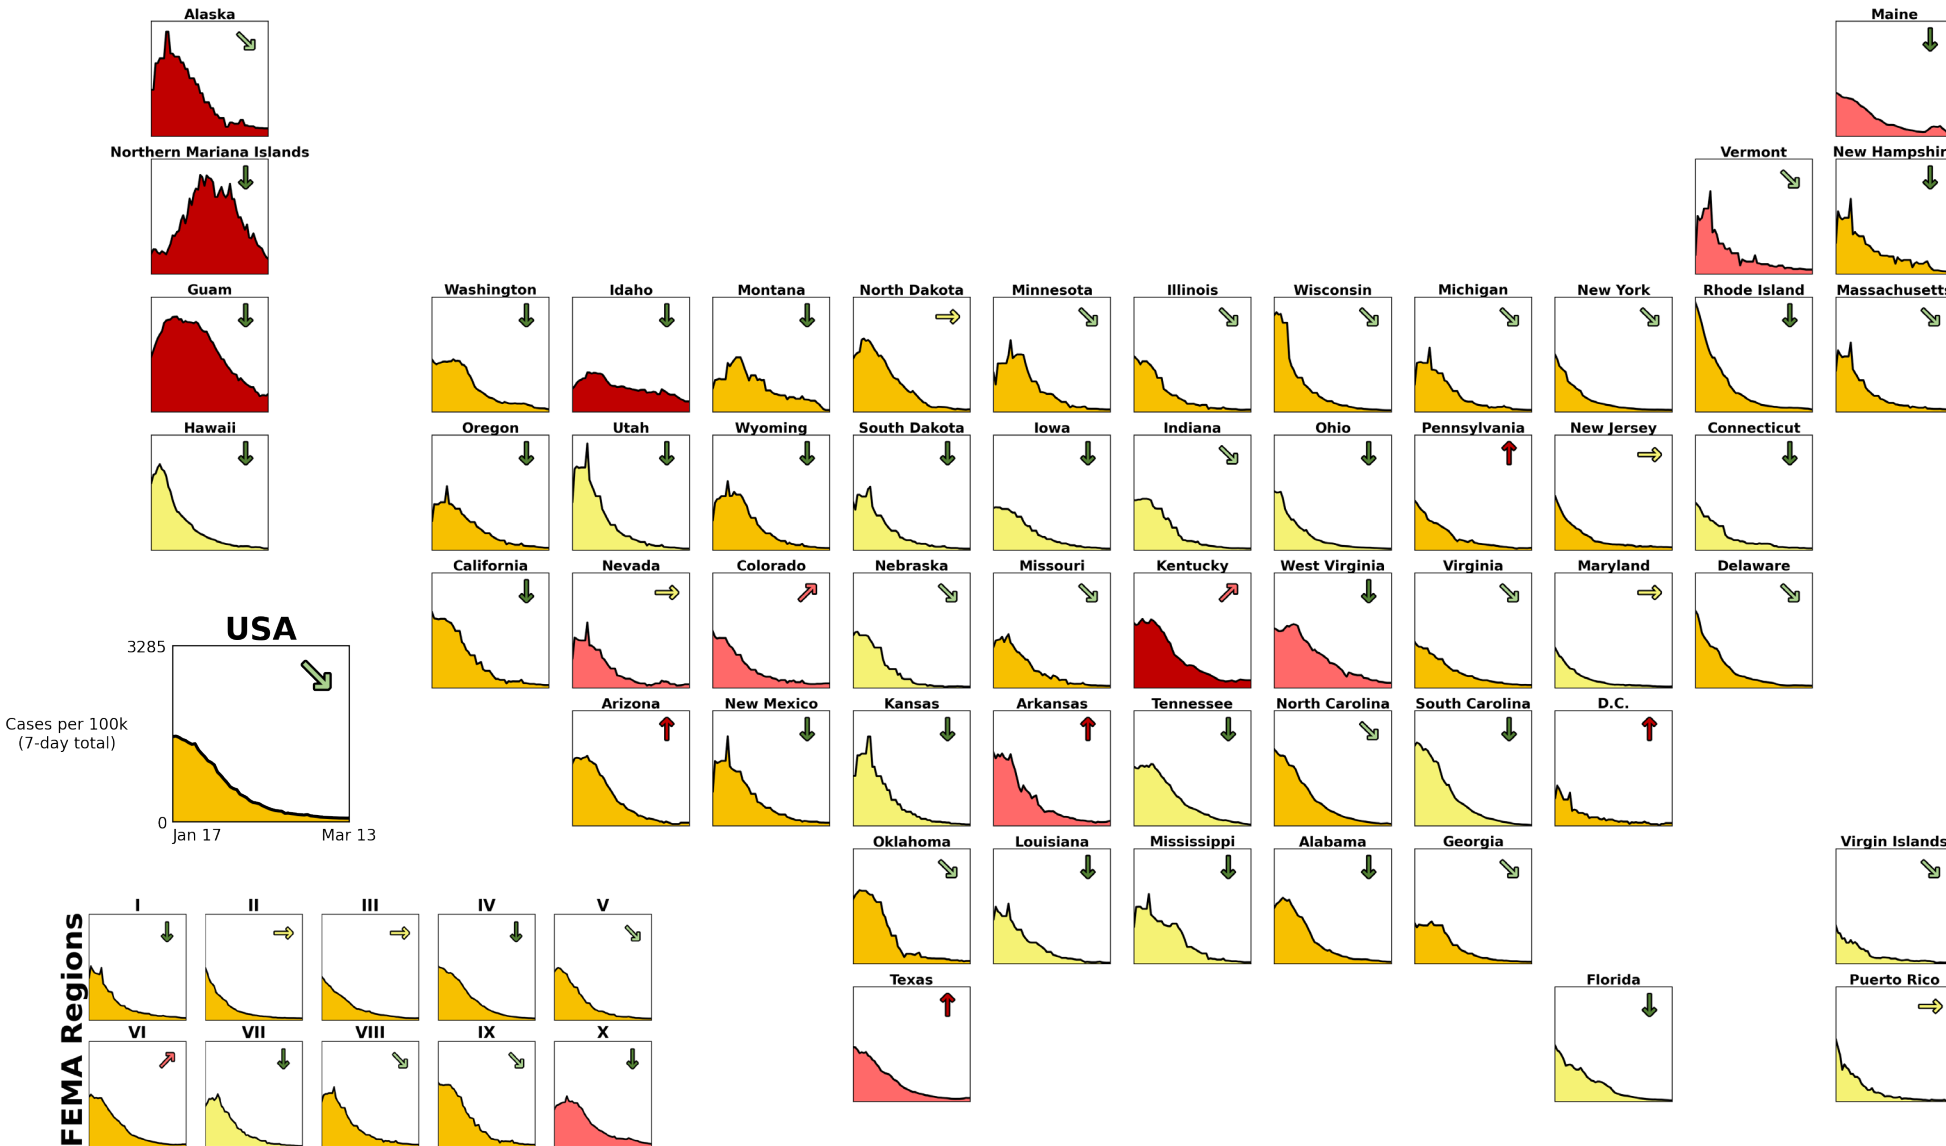 Alaska
Maine
Northern Mariana Islands
Vermont
New Hampshir
Guam
Washington
Idaho
Montana
North Dakota
Minnesota
Illinois
Wisconsin
Michigan
New York
Rhode Island
Massachusetts
Hawaii
Oregon
Utah
Wyoming
South Dakota
Iowa
Indiana
Ohio
Pennsylvania
New Jersey
Connecticut
California
Nevada
Colorado
Nebraska
Missouri
Kentucky
West Virginia
Virginia
Maryland
Delaware
USA
3285
Cases per 100k
(7-day total)
0
Jan 17
Mar 13
Arizona
New Mexico
Kansas
Arkansas
Tennessee
North Carolina
South Carolina
D.C.
Oklahoma
Louisiana
Mississippi
Alabama
Georgia
Virgin Islands
Texas
Florida
Puerto Rico
FEMA Regions
I
II
III
IV
V
VI
VII
VIII
IX
X